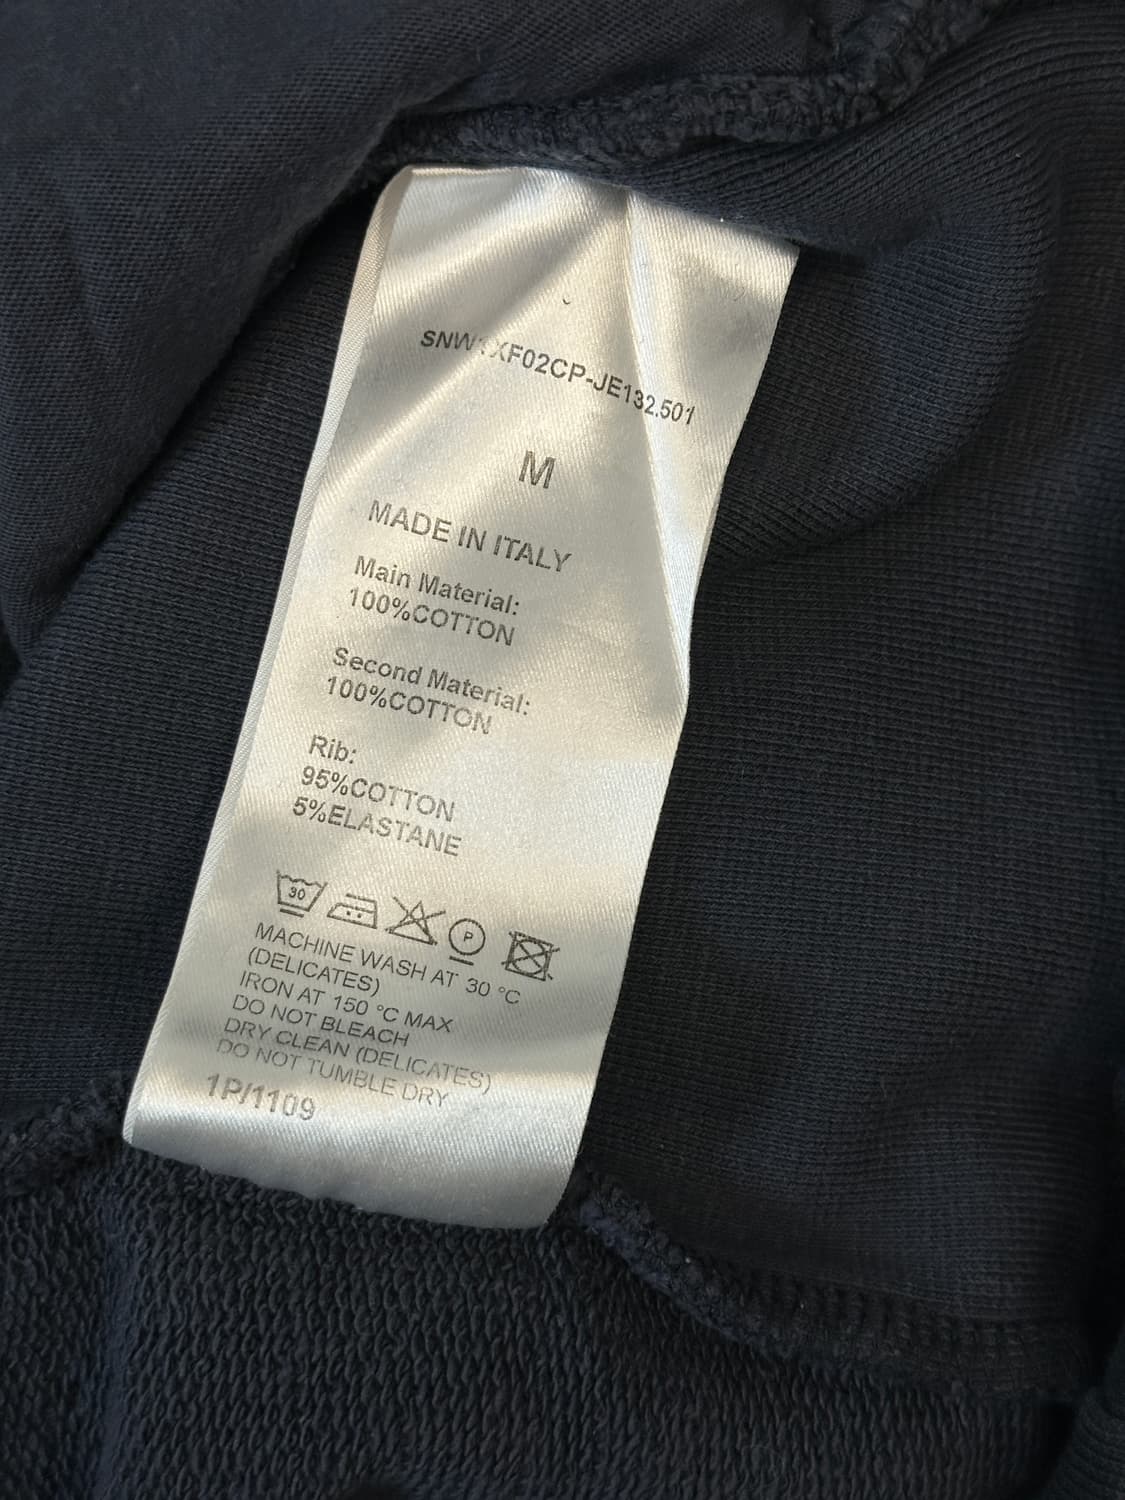 SNW1XF02CP-JE132.501
M
MADE IN ITALY
Main Material:
100%COTTON
Second Material:
100%COTTON
Rib:
95%COTTON
5%ELASTANE
30
P
MACHINE WASH AT 30 °C
(DELICATES)
IRON AT 150 °C MAX
DO NOT BLEACH
DRY CLEAN (DELICATES)
DO NOT TUMBLE DRY
1P/1109